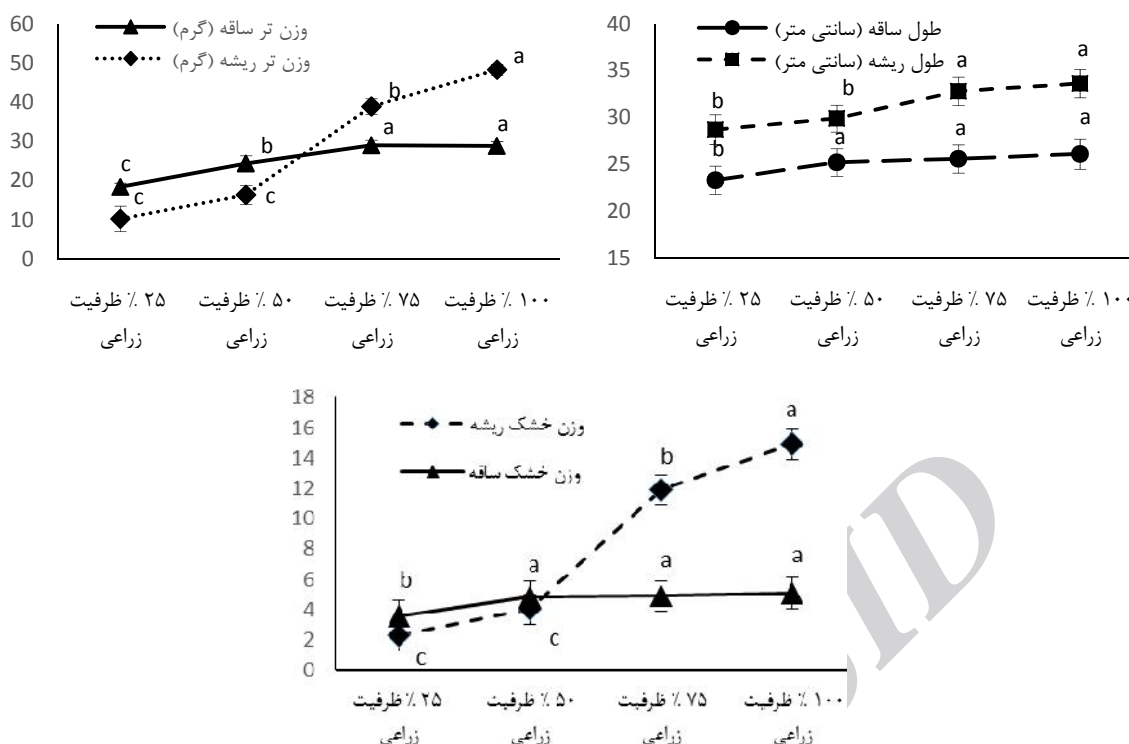 وزن تر ساقه (گرم)
وزن تر ریشه (گرم)
60
50
40
30
20
10
0
c
b
a
a
c
c
b
a
۲۵ ٪ ظرفیت زراعی
۵۰ ٪ ظرفیت زراعی
۷۵ ٪ ظرفیت زراعی
۱۰۰ ٪ ظرفیت زراعی
طول ساقه (سانتی متر)
طول ریشه (سانتی متر)
40
35
30
25
20
15
b
b
a
a
b
a
a
a
۲۵ ٪ ظرفیت زراعی
۵۰ ٪ ظرفیت زراعی
۷۵ ٪ ظرفیت زراعی
۱۰۰ ٪ ظرفیت زراعی
وزن خشک ریشه
وزن خشک ساقه
18
16
14
12
10
8
6
4
2
0
b
a
a
a
c
c
b
a
۲۵ ٪ ظرفیت زراعی
۵۰ ٪ ظرفیت زراعی
۷۵ ٪ ظرفیت زراعی
۱۰۰ ٪ ظرفیت زراعی